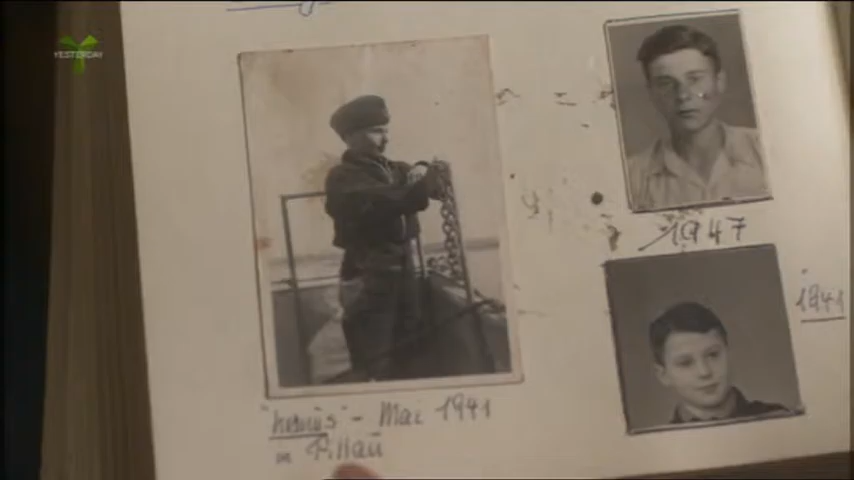 YESTERDAY
1947
1941
- Mai 1941
in Pillau